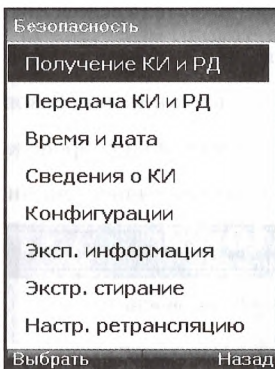 Безопасность
Получение КИ и РД
Передача КИ и РД
Время и дата
Сведения о КИ
Конфигурации
Эксп. информация
Экстр. стирание
Настр. ретрансляцию
Выбрать Назад